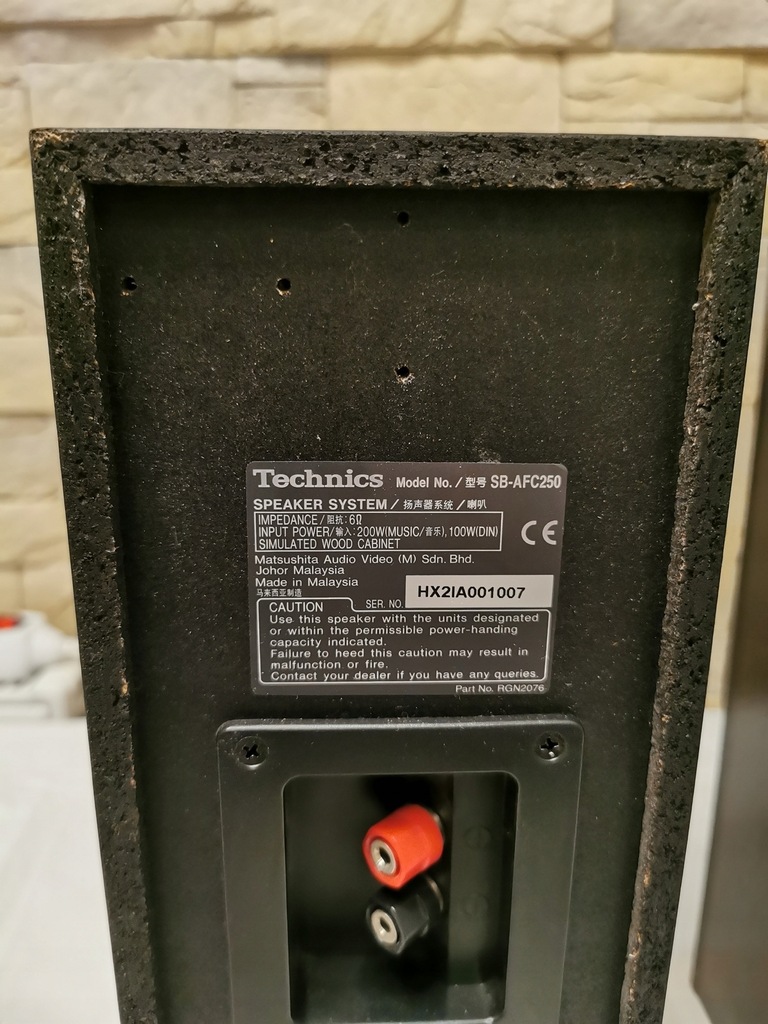 Technics Model No./型号 SB-AFC250
SPEAKER SYSTEM/扬声器系统/喇叭
IMPEDANCE/阻抗:6Ω
INPUT POWER/输入:200W(MUSIC/音乐),100W(DIN)
SIMULATED WOOD CABINET
CE
Matsushita Audio Video (M) Sdn. Bhd.
Johor Malaysia
Made in Malaysia
马来西亚制造
SER. NO. HX2IA001007
CAUTION
Use this speaker with the units designated
or within the permissible power-handing
capacity indicated.
Failure to heed this caution may result in
malfunction or fire.
Contact your dealer if you have any queries.
Part No. RGN2076